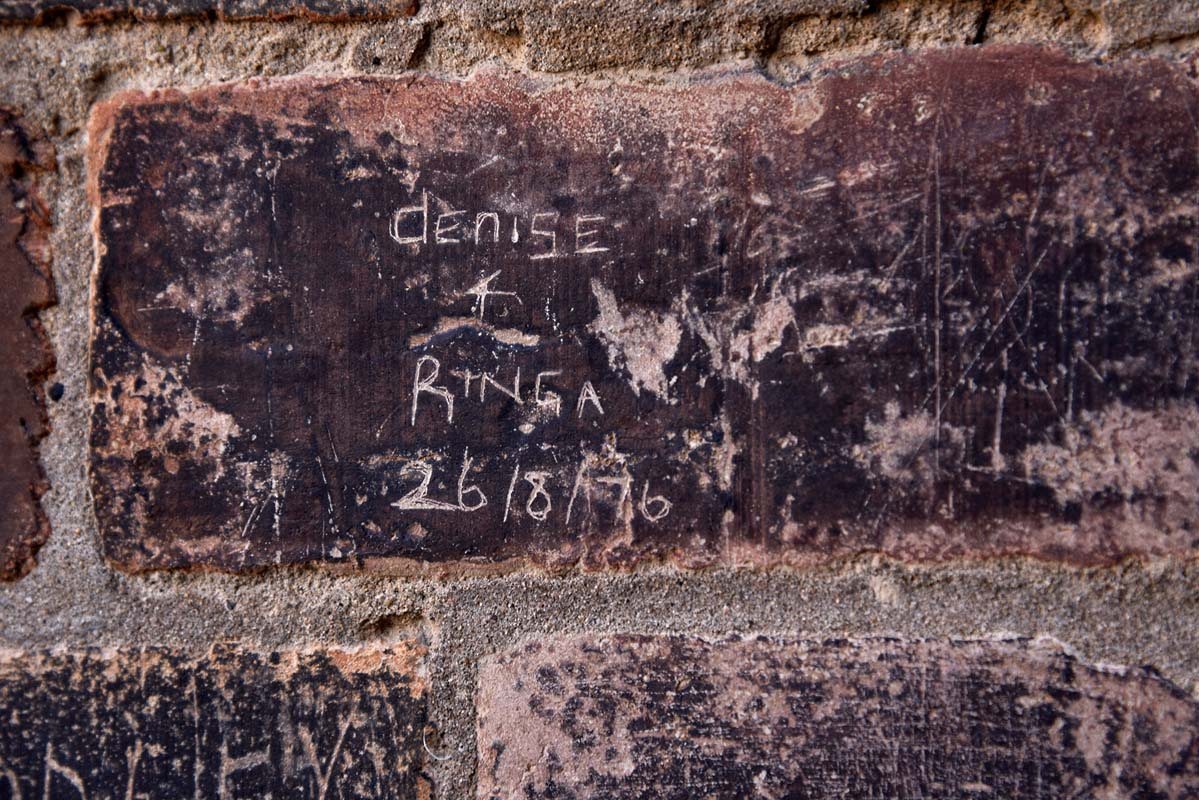 dENISE
+
RINGA
26/8/76